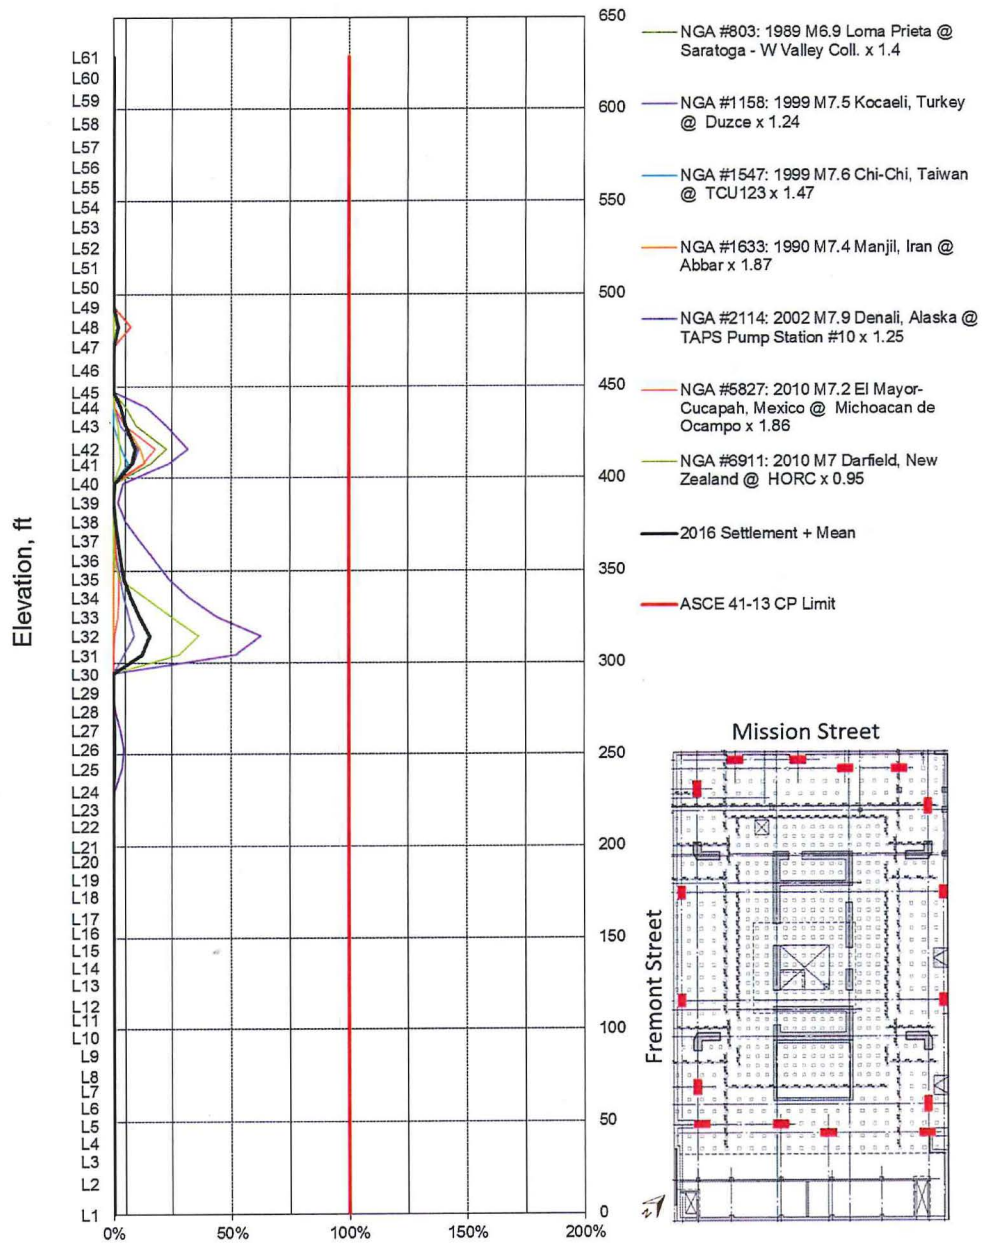 Elevation, ft
L61
L60
L59
L58
L57
L56
L55
L54
L53
L52
L51
L50
L49
L48
L47
L46
L45
L44
L43
L42
L41
L40
L39
L38
L37
L36
L35
L34
L33
L32
L31
L30
L29
L28
L27
L26
L25
L24
L23
L22
L21
L20
L19
L18
L17
L16
L15
L14
L13
L12
L11
L10
L9
L8
L7
L6
L5
L4
L3
L2
L1
0%
50%
100%
150%
200%
650
600
550
500
450
400
350
300
250
200
150
100
50
0
NGA #803: 1989 M6.9 Loma Prieta @
Saratoga - W Valley Coll. x 1.4
NGA #1158: 1999 M7.5 Kocaeli, Turkey
@ Duzce x 1.24
NGA #1547: 1999 M7.6 Chi-Chi, Taiwan
@ TCU123 x 1.47
NGA #1633: 1990 M7.4 Manjil, Iran @
Abbar x 1.87
NGA #2114: 2002 M7.9 Denali, Alaska @
TAPS Pump Station #10 x 1.25
NGA #5827: 2010 M7.2 El Mayor-
Cucapah, Mexico @ Michoacan de
Ocampo x 1.86
NGA #6911: 2010 M7 Darfield, New
Zealand @ HORC x 0.95
2016 Settlement + Mean
ASCE 41-13 CP Limit
Mission Street
Fremont Street